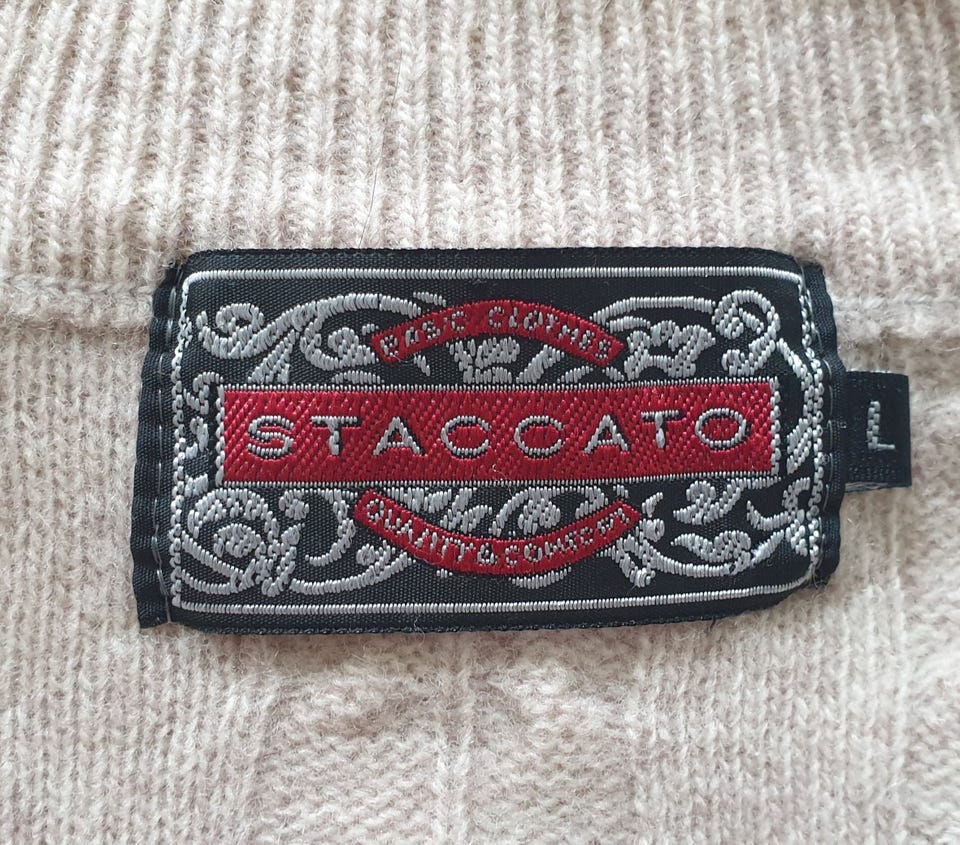 BASIC CLOTHES
STACCATO
QUALITY & COMFORT
L